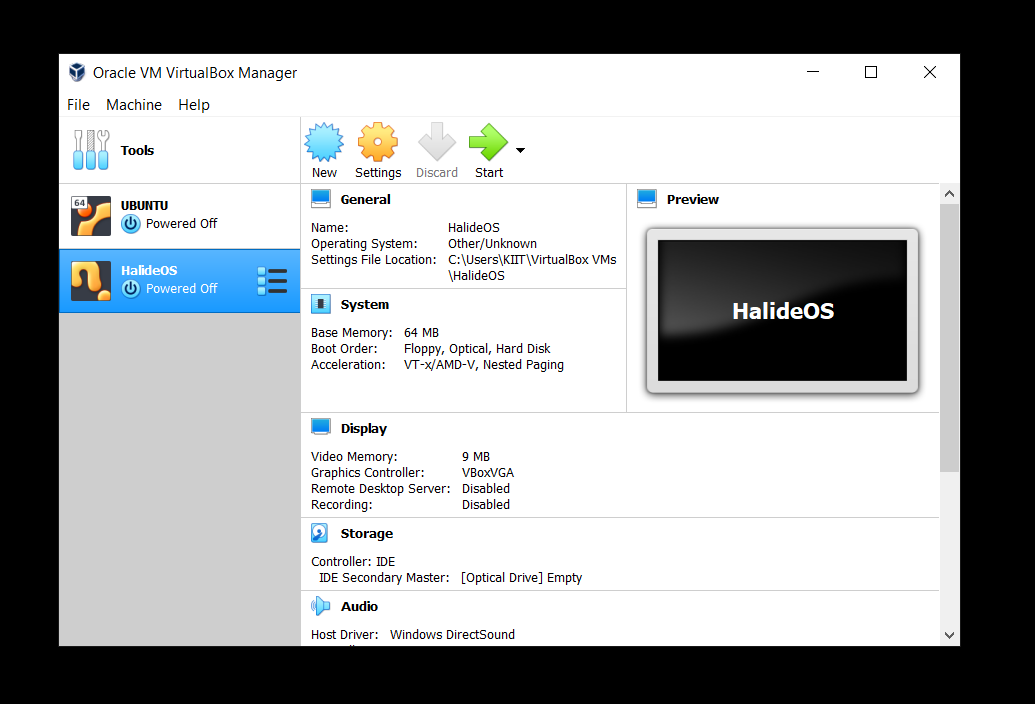 Oracle VM VirtualBox Manager
File Machine Help
Tools
New Settings Discard Start
64
UBUNTU
Powered Off
HalideOS
Powered Off
General
Name: HalideOS
Operating System: Other/Unknown
Settings File Location: C:\Users\KIIT\VirtualBox VMs
\HalideOS
System
Base Memory: 64 MB
Boot Order: Floppy, Optical, Hard Disk
Acceleration: VT-x/AMD-V, Nested Paging
Preview
HalideOS
Display
Video Memory: 9 MB
Graphics Controller: VBoxVGA
Remote Desktop Server: Disabled
Recording: Disabled
Storage
Controller: IDE
IDE Secondary Master: [Optical Drive] Empty
Audio
Host Driver: Windows DirectSound